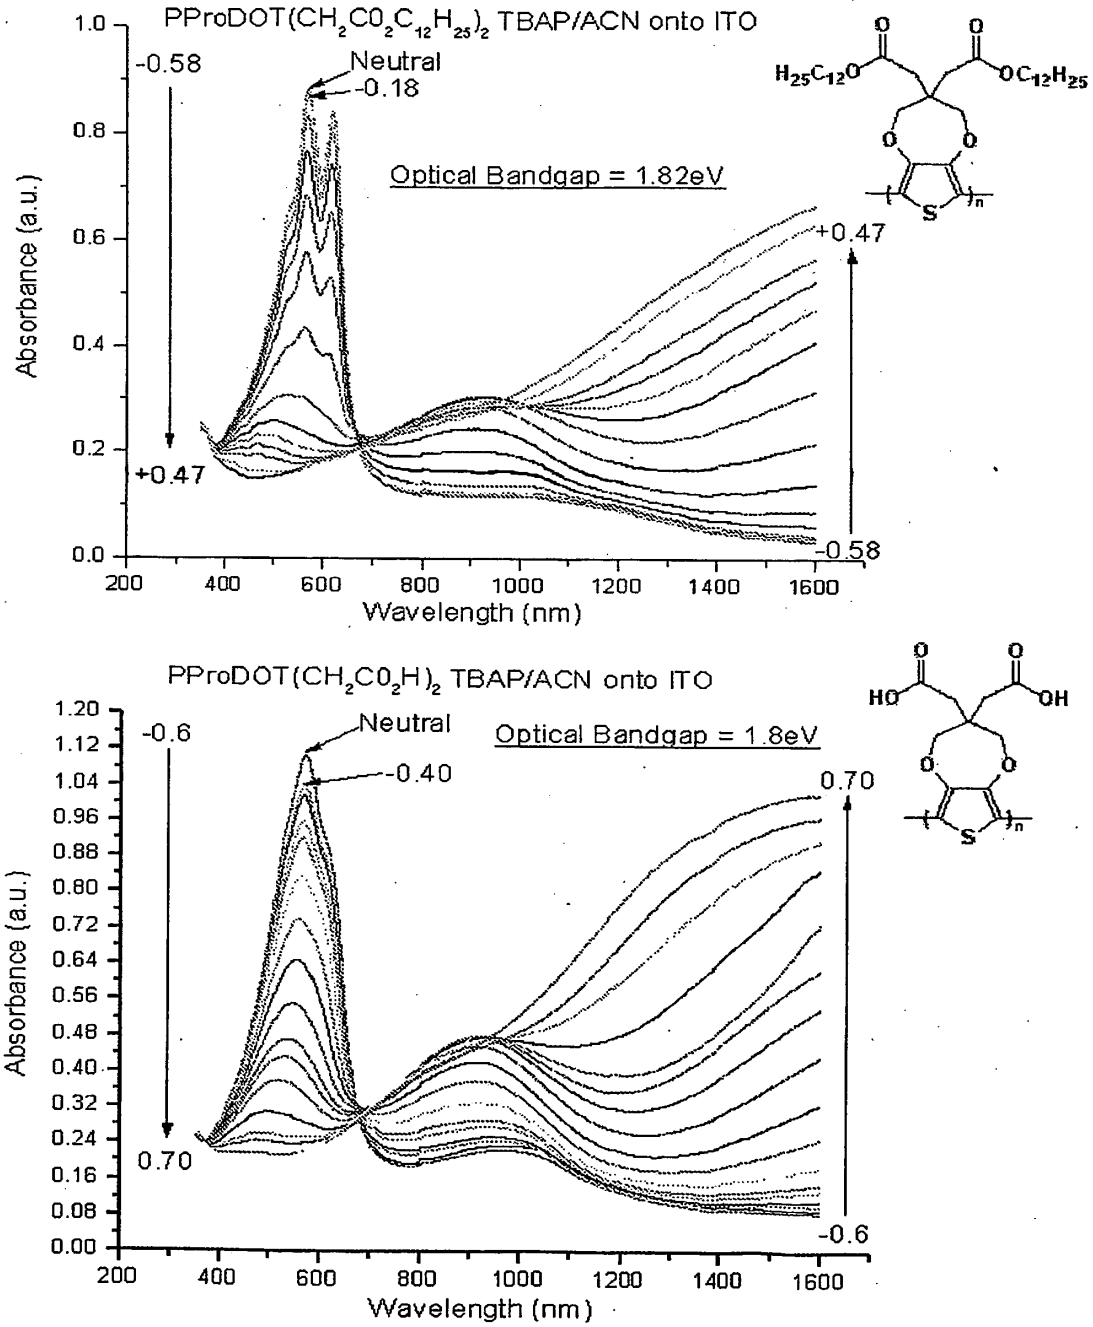 PProDOT(CH2C02C12H25)2 TBAP/ACN onto ITO
1.0
0.8
0.6
0.4
0.2
0.0
Absorbance (a.u.)
-0.58
+0.47
Neutral
-0.18
Optical Bandgap = 1.82eV
+0.47
-0.58
200 400 600 800 1000 1200 1400 1600
Wavelength (nm)
O O
H25C12O OC12H25
O O
( S )n
PProDOT(CH2C02H)2 TBAP/ACN onto ITO
1.20
1.12
1.04
0.96
0.88
0.80
0.72
0.64
0.56
0.48
0.40
0.32
0.24
0.16
0.08
0.00
Absorbance (a.u.)
-0.6
0.70
Neutral
-0.40
Optical Bandgap = 1.8eV
0.70
-0.6
200 400 600 800 1000 1200 1400 1600
Wavelength (nm)
O O
HO OH
O O
( S )n